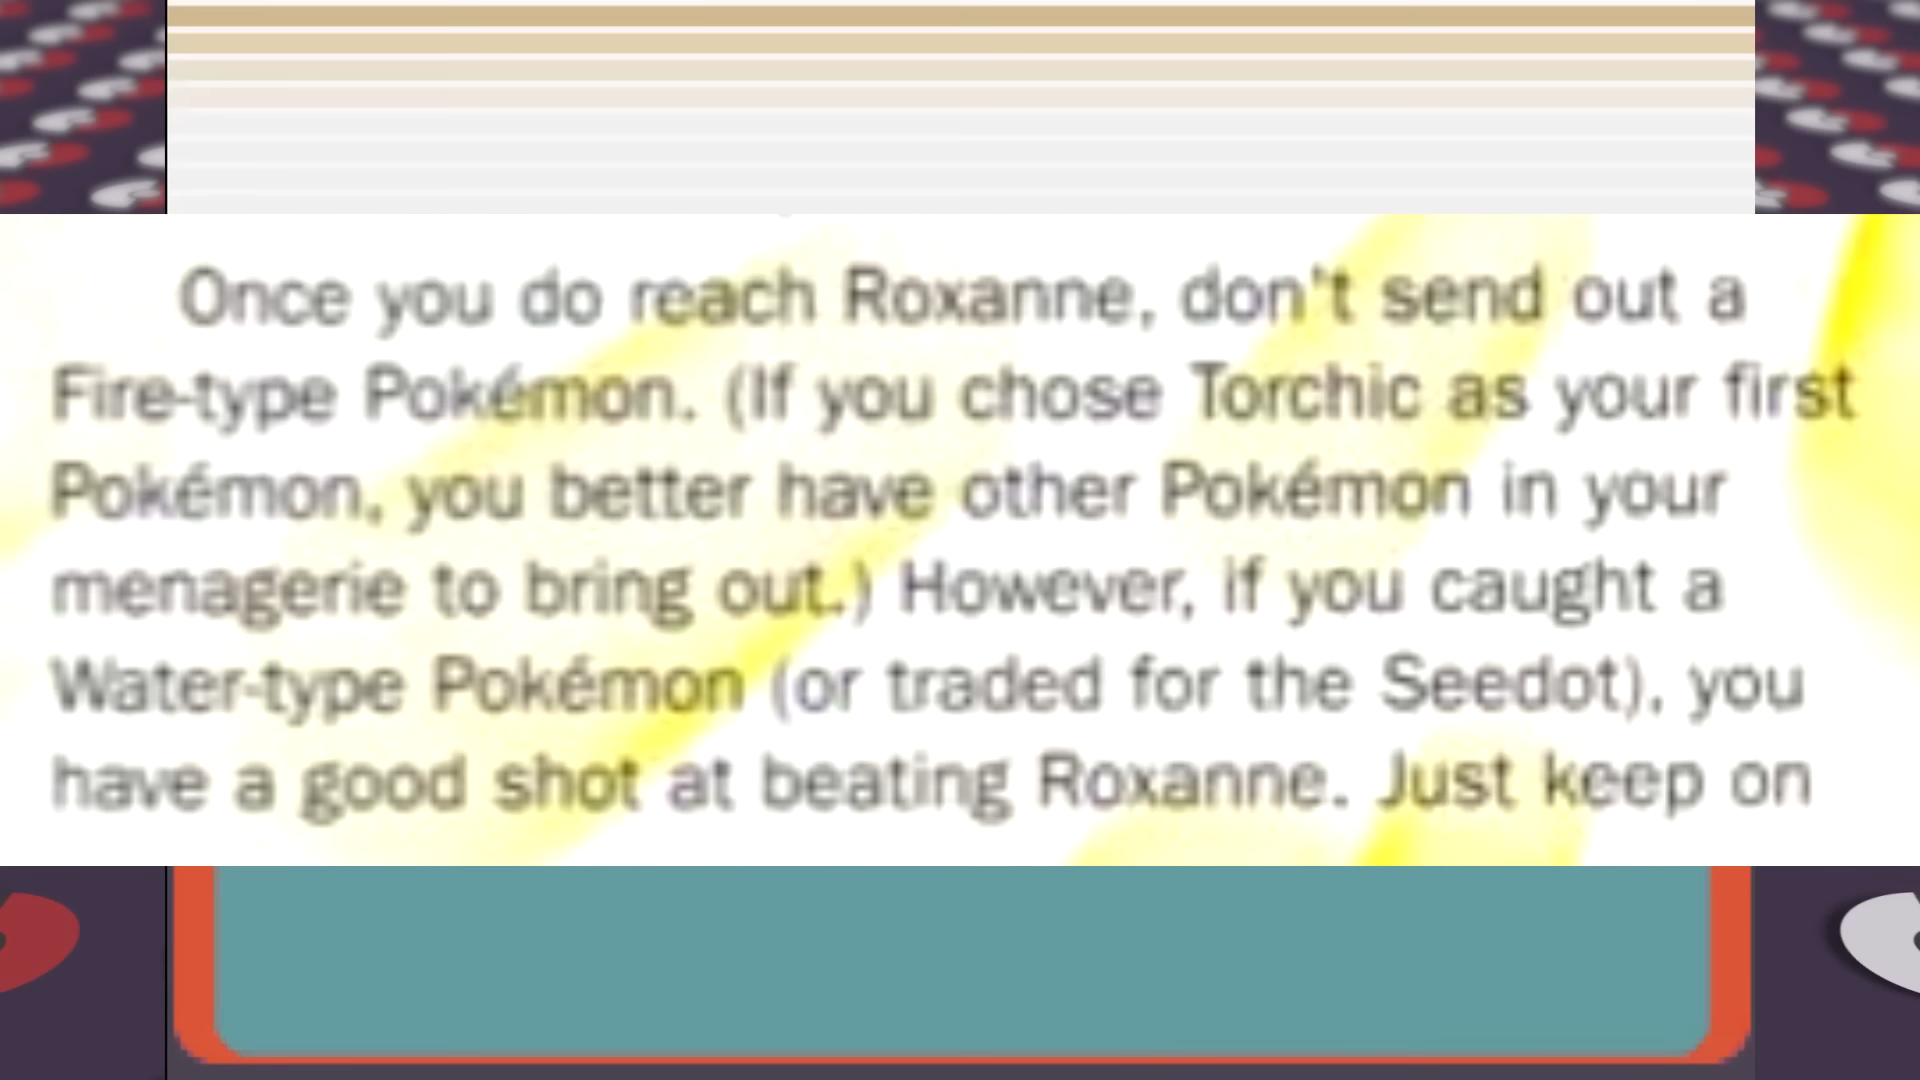 Once you do reach Roxanne, don't send out a
Fire-type Pokémon. (If you chose Torchic as your first
Pokémon, you better have other Pokémon in your
menagerie to bring out.) However, if you caught a
Water-type Pokémon (or traded for the Seedot), you
have a good shot at beating Roxanne. Just keep on